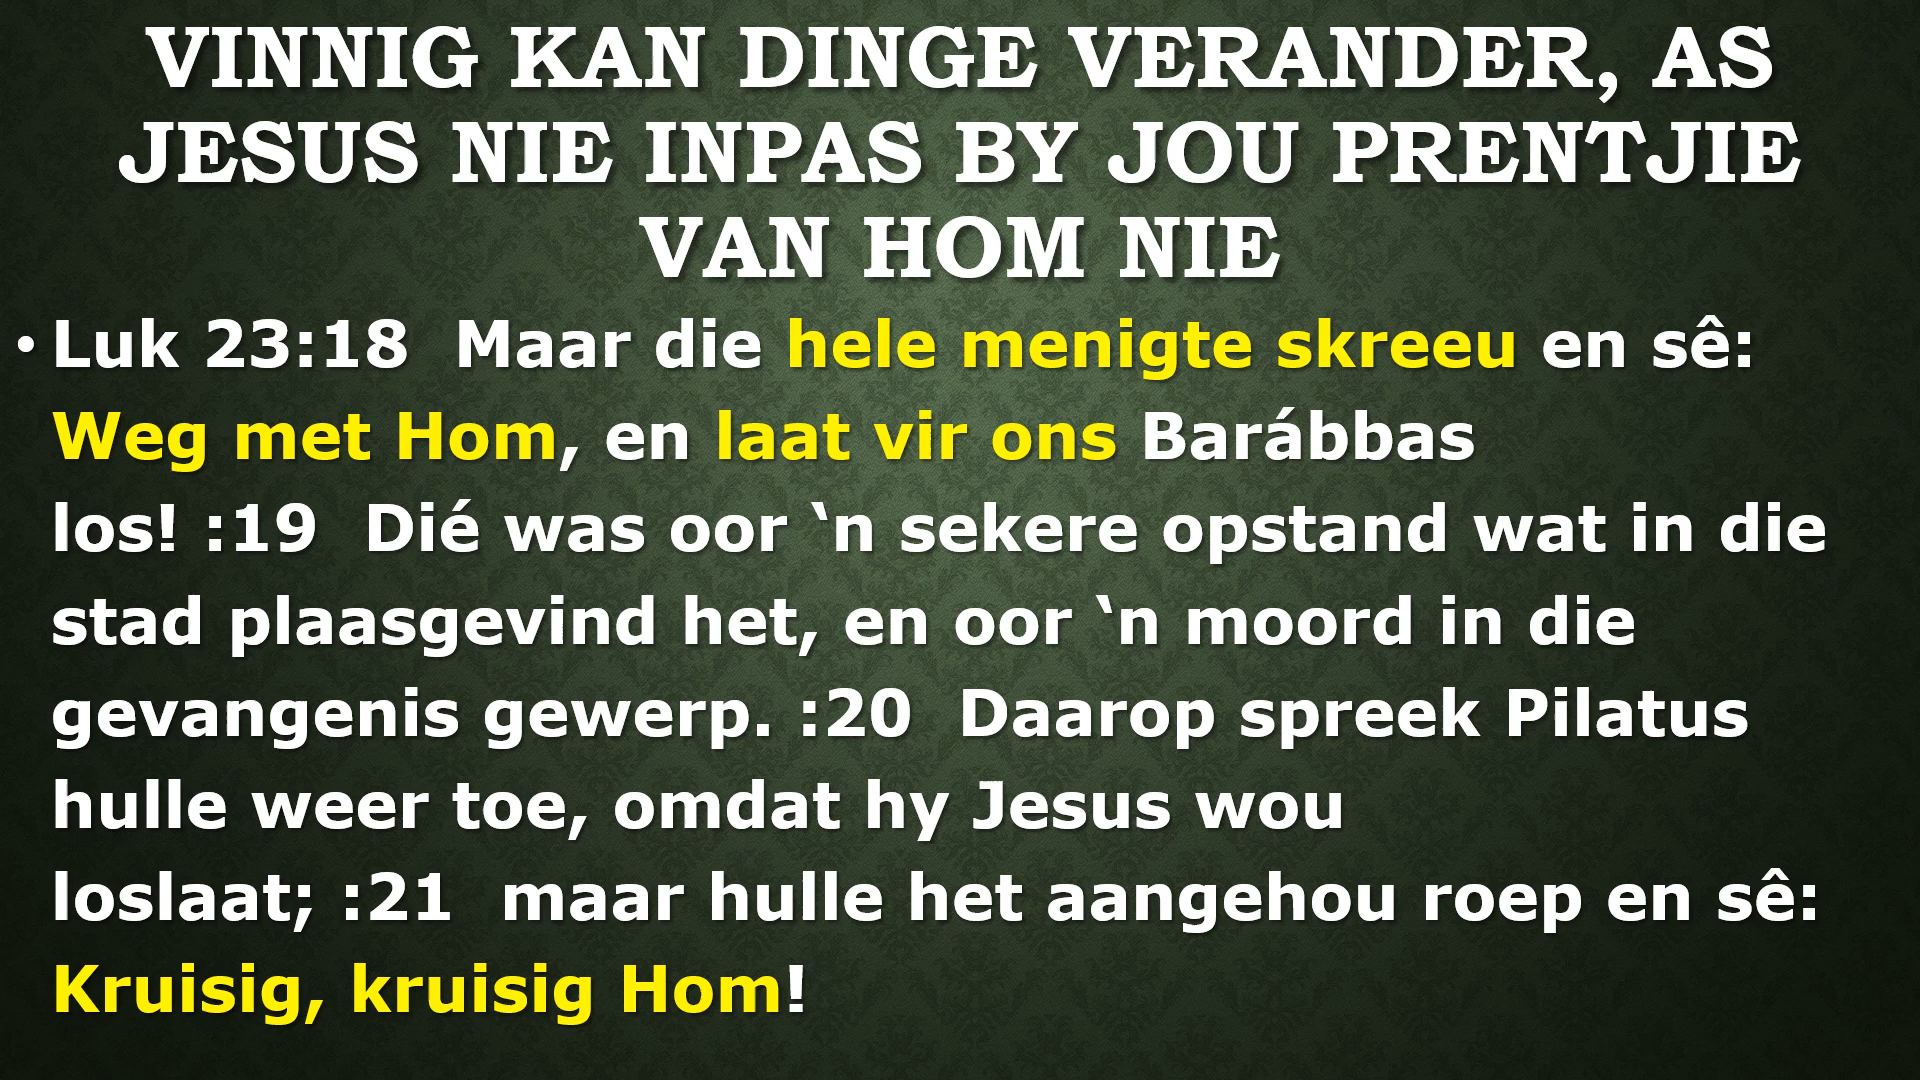 VINNIG KAN DINGE VERANDER, AS
JESUS NIE INPAS BY JOU PRENTJIE
VAN HOM NIE
• Luk 23:18  Maar die hele menigte skreeu en sê:
Weg met Hom, en laat vir ons Barábbas
los! :19  Dié was oor ‘n sekere opstand wat in die
stad plaasgevind het, en oor ‘n moord in die
gevangenis gewerp. :20  Daarop spreek Pilatus
hulle weer toe, omdat hy Jesus wou
loslaat; :21  maar hulle het aangehou roep en sê:
Kruisig, kruisig Hom!